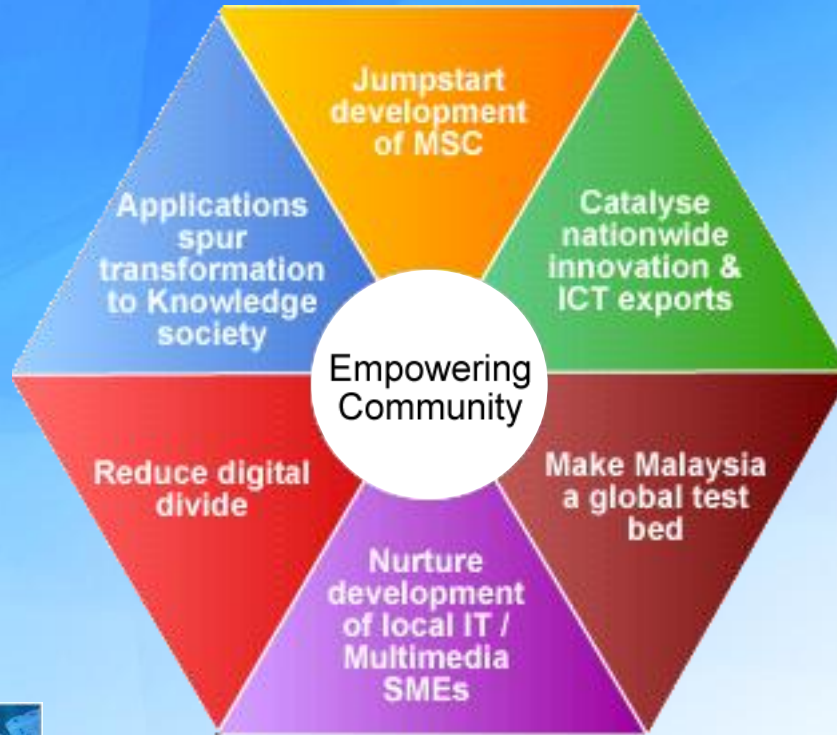 Jumpstart
development
of MSC
Catalyse
nationwide
innovation &
ICT exports
Make Malaysia
a global test
bed
Nurture
development
of local IT /
Multimedia
SMEs
Reduce digital
divide
Applications
spur
transformation
to Knowledge
society
Empowering
Community